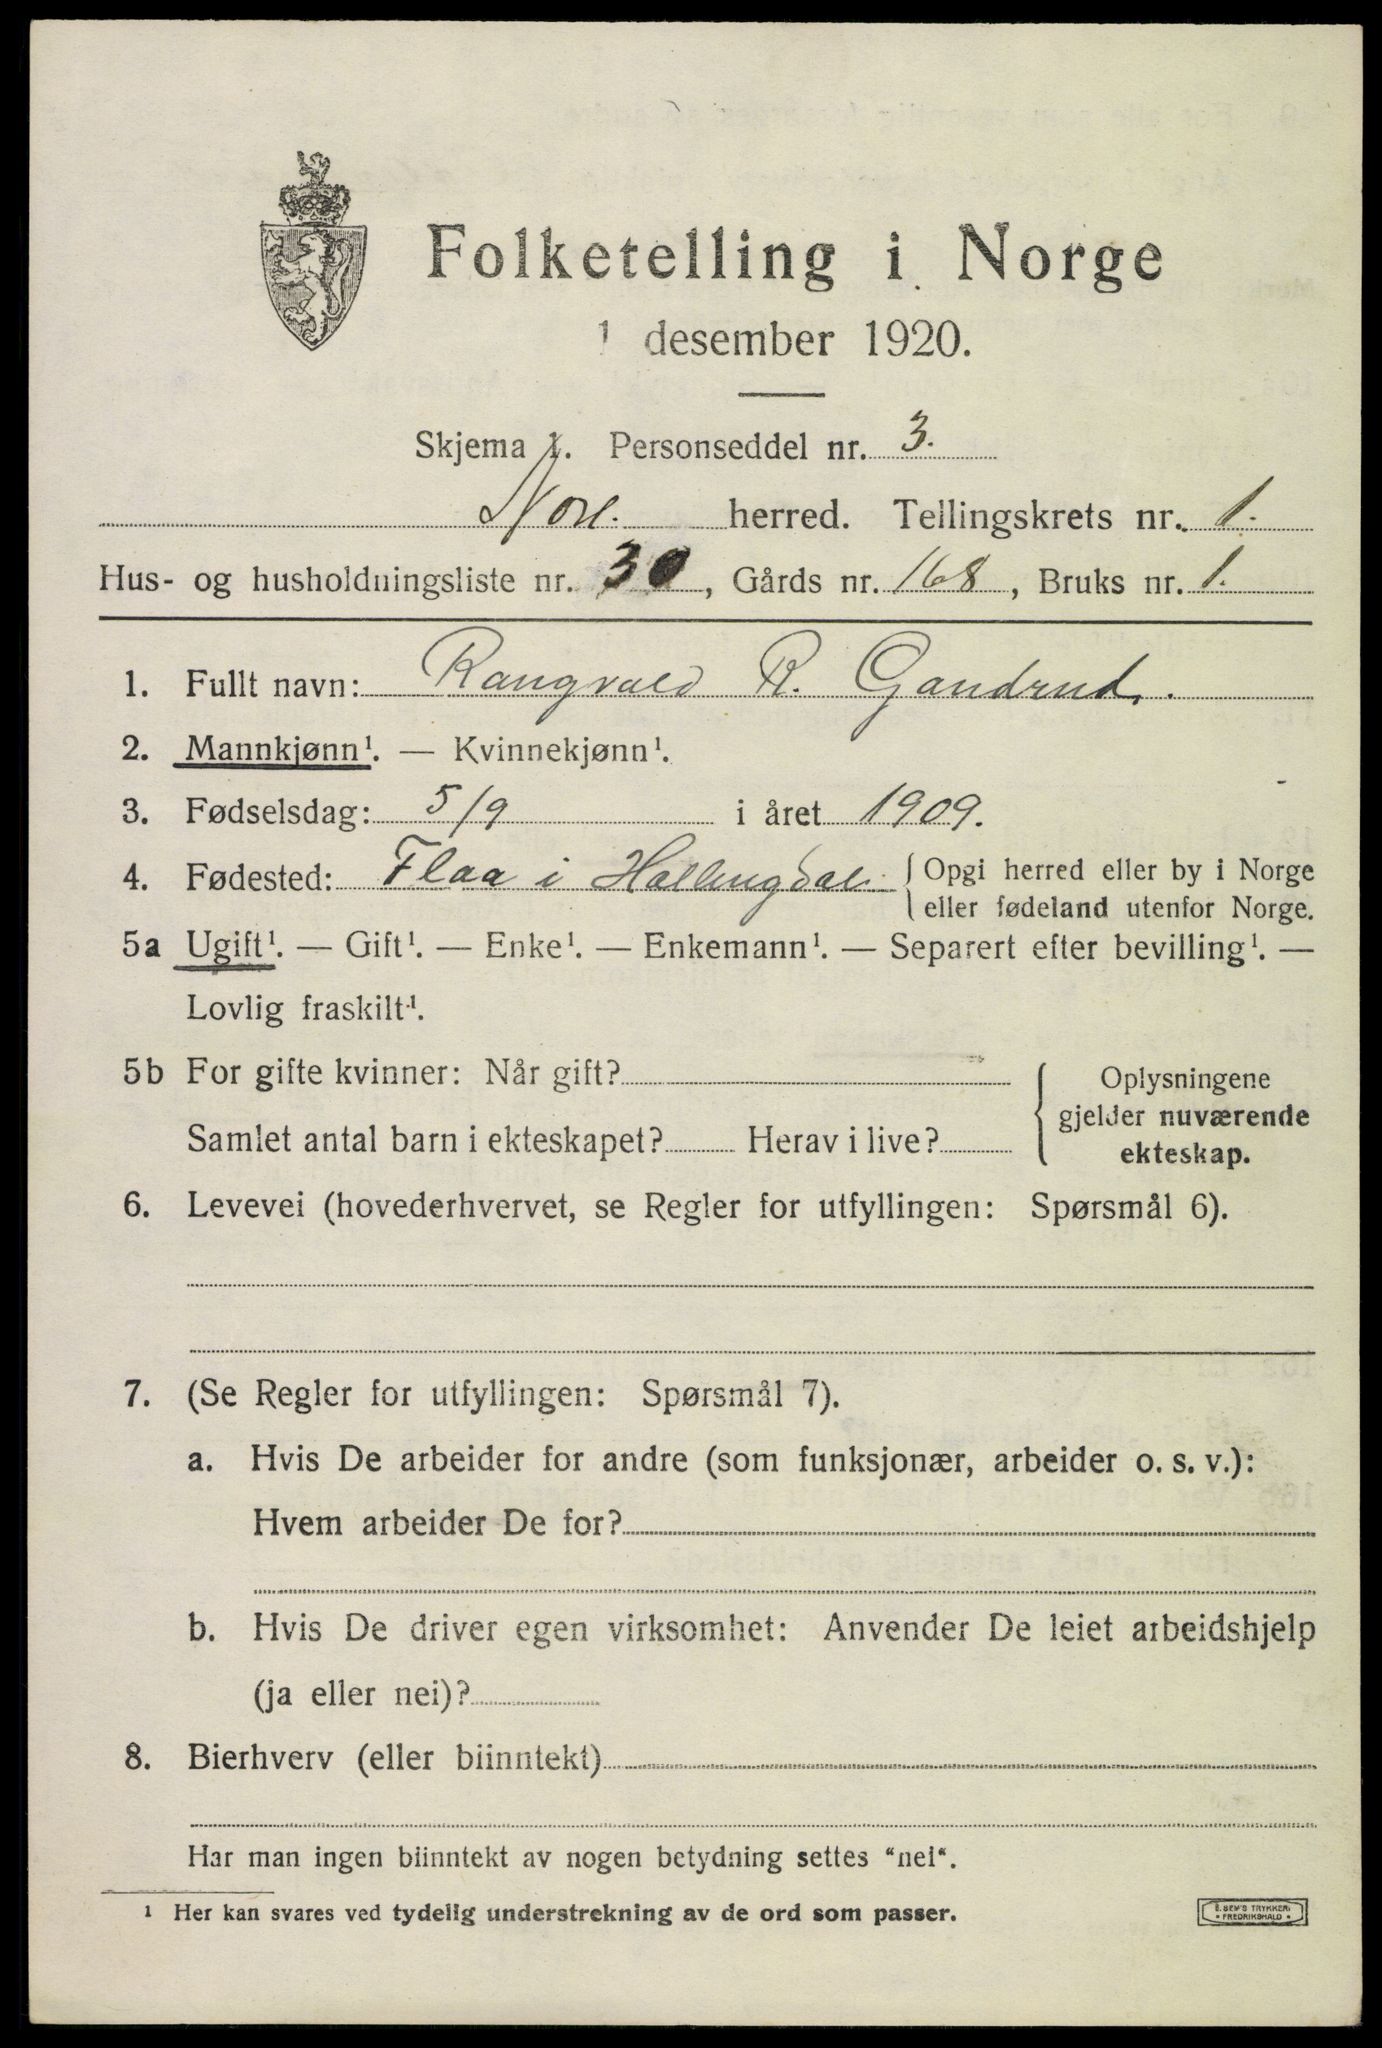 Folketelling i Norge
1 desember 1920.
Skjema 1. Personseddel nr. 3.
Nore. herred. Tellingskrets nr. 1.
Hus- og husholdningsliste nr. 30, Gårds nr. 168, Bruks nr. 1.
1. Fullt navn: Rangvald R. Gandrud.
2. Mannkjønn¹. — Kvinnekjønn¹.
3. Fødselsdag: 5/9 i året 1909.
4. Fødested: Flaa i Hallingdal. { Opgi herred eller by i Norge
eller fødeland utenfor Norge.
5a Ugift¹. — Gift¹. — Enke¹. — Enkemann¹. — Separert efter bevilling¹. —
Lovlig fraskilt¹.
5b For gifte kvinner: Når gift?
Samlet antal barn i ekteskapet? Herav i live?
{ Oplysningene
gjelder nuværende
ekteskap.
6. Levevei (hovederhvervet, se Regler for utfyllingen: Spørsmål 6).
7. (Se Regler for utfyllingen: Spørsmål 7).
a. Hvis De arbeider for andre (som funksjonær, arbeider o. s. v.):
Hvem arbeider De for?
b. Hvis De driver egen virksomhet: Anvender De leiet arbeidshjelp
(ja eller nei)?
8. Bierhverv (eller biinntekt)
Har man ingen biinntekt av nogen betydning settes "nei".
¹ Her kan svares ved tydelig understrekning av de ord som passer.
E. SEM'S TRYKKERI
• FREDRIKSHALD •